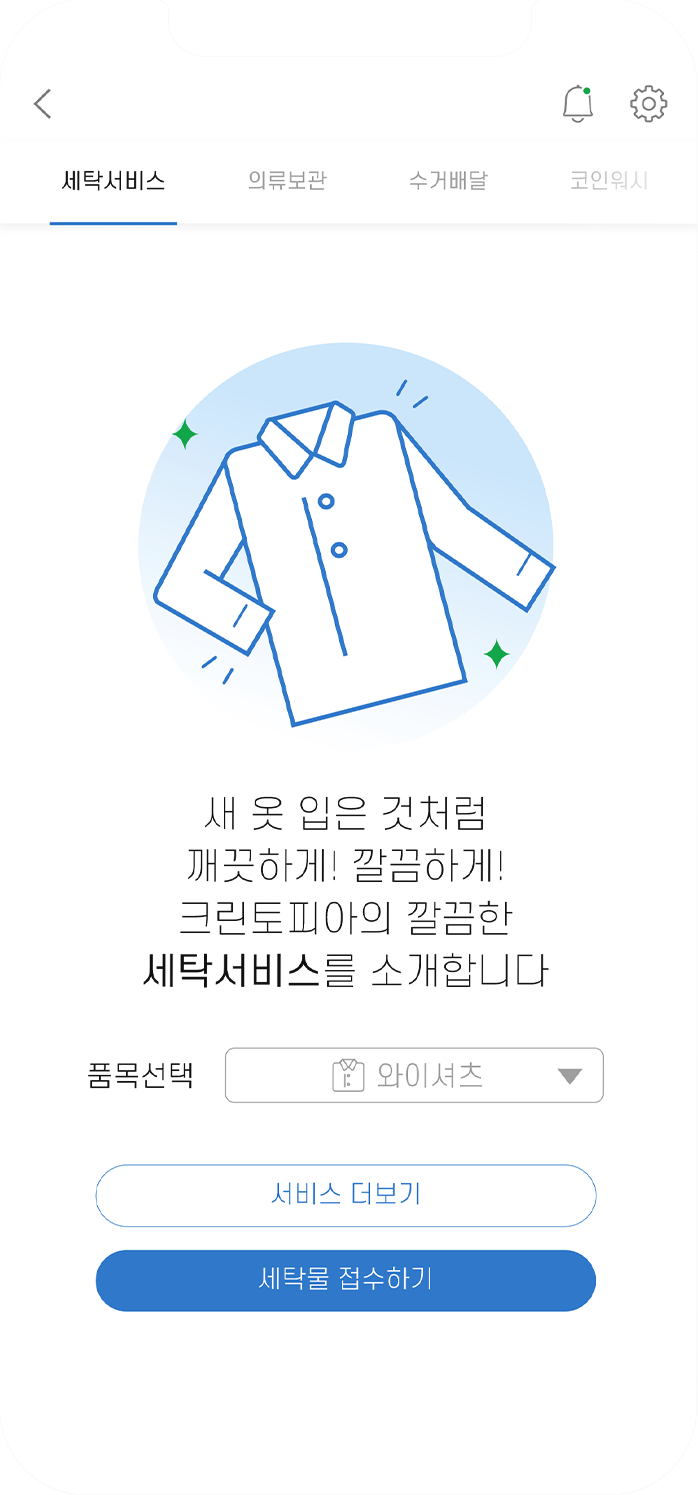 세탁서비스 의류보관 수거배달 코인워시
새 옷 입은 것처럼
깨끗하게! 깔끔하게!
크린토피아의 깔끔한
세탁서비스를 소개합니다
품목선택 와이셔츠
서비스 더보기
세탁물 접수하기